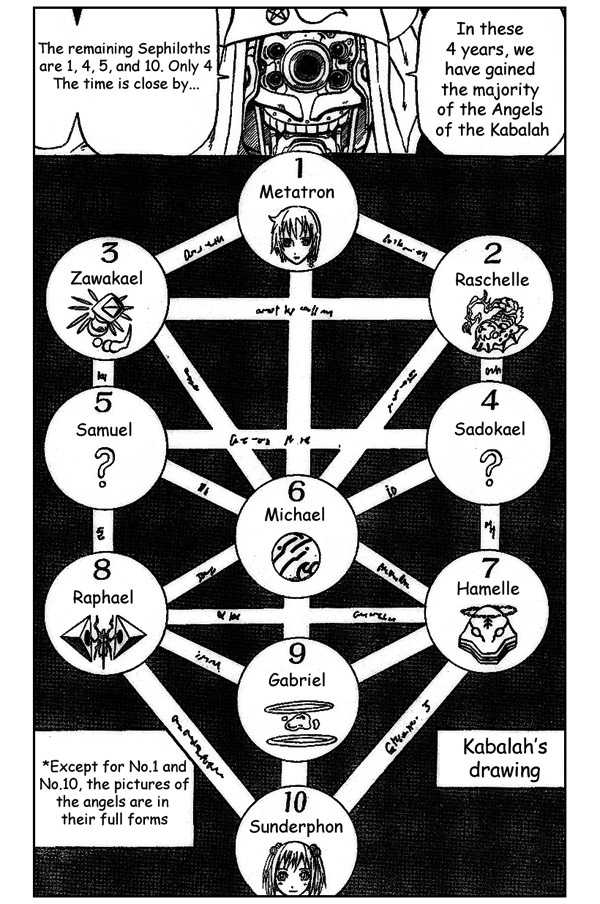 In these
4 years, we
have gained
the majority
of the Angels
of the Kabalah
The remaining Sephiloths
are 1, 4, 5, and 10. Only 4
The time is close by...
1
Metatron
3
Zawakael
2
Raschelle
5
Samuel
?
4
Sadokael
?
6
Michael
8
Raphael
7
Hamelle
9
Gabriel
10
Sunderphon
*Except for No.1 and
No.10, the pictures of
the angels are in
their full forms
Kabalah's
drawing